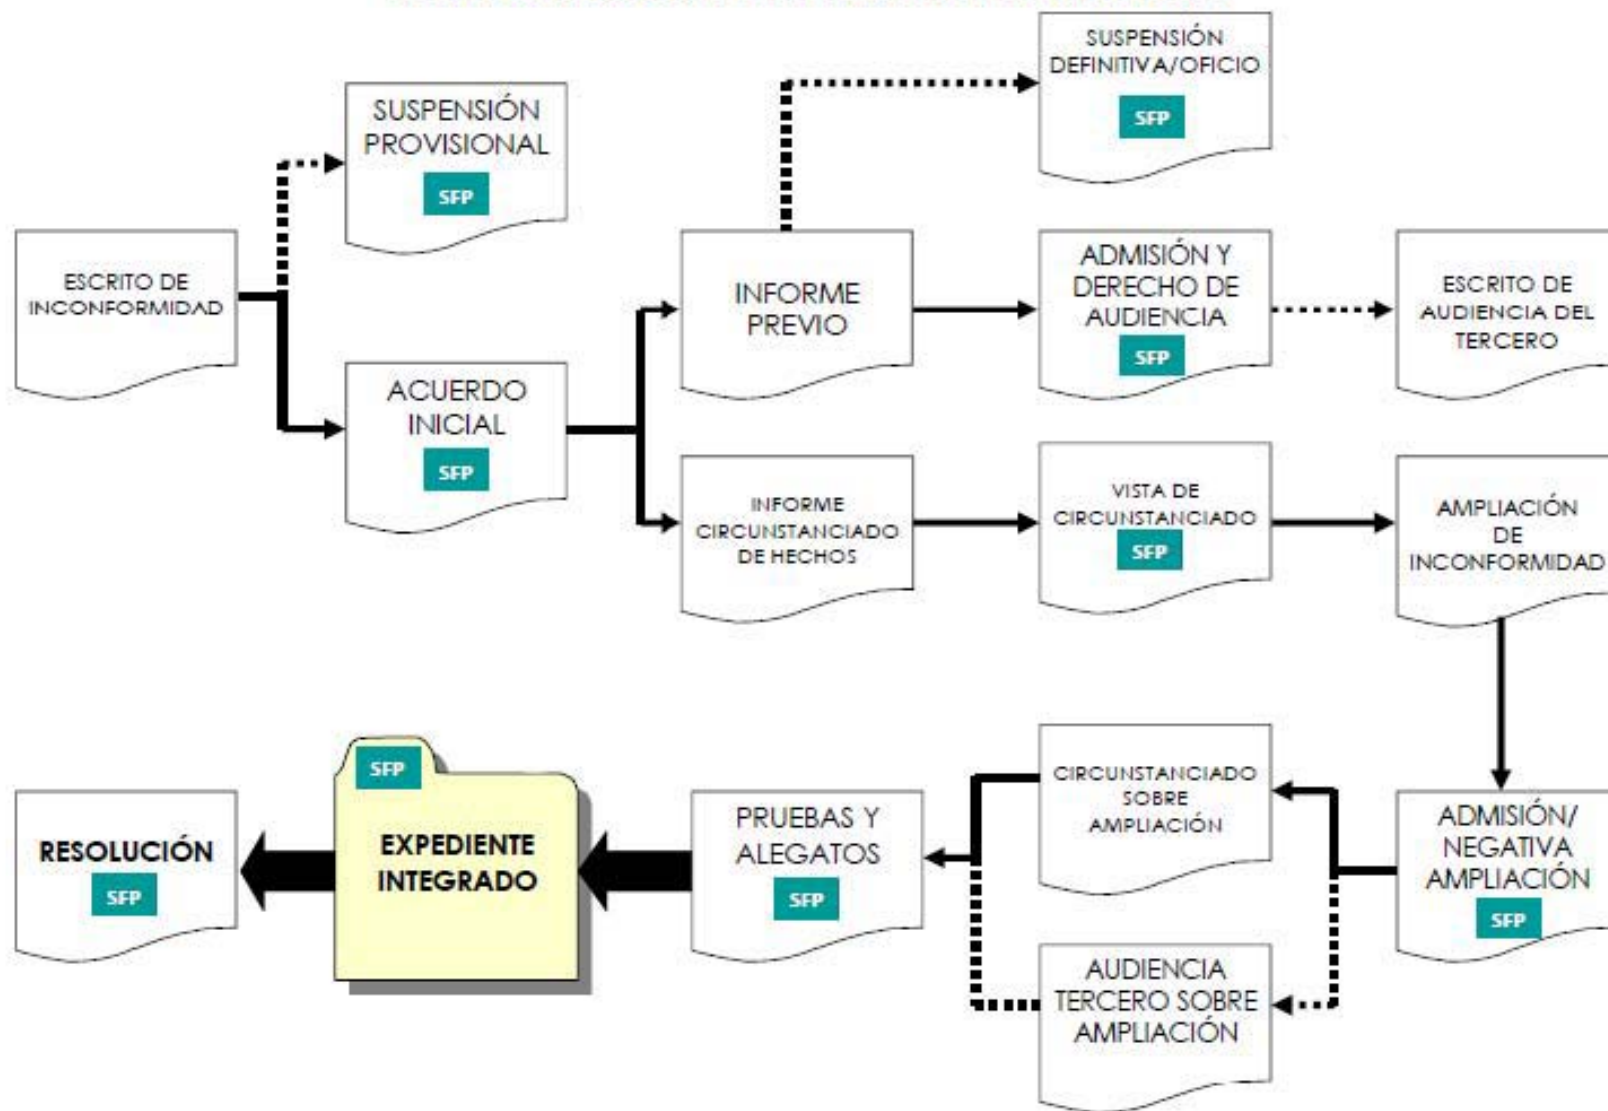 SUSPENSIÓN
DEFINITIVA/OFICIO
SFP
SUSPENSIÓN
PROVISIONAL
SFP
ESCRITO DE
INCONFORMIDAD
ACUERDO
INICIAL
SFP
INFORME
PREVIO
ADMISIÓN Y
DERECHO DE
AUDIENCIA
SFP
ESCRITO DE
AUDIENCIA DEL
TERCERO
INFORME
CIRCUNSTANCIADO
DE HECHOS
VISTA DE
CIRCUNSTANCIADO
SFP
AMPLIACIÓN
DE
INCONFORMIDAD
ADMISIÓN/
NEGATIVA
AMPLIACIÓN
SFP
CIRCUNSTANCIADO
SOBRE
AMPLIACIÓN
AUDIENCIA
TERCERO SOBRE
AMPLIACIÓN
PRUEBAS Y
ALEGATOS
SFP
SFP
EXPEDIENTE
INTEGRADO
RESOLUCIÓN
SFP